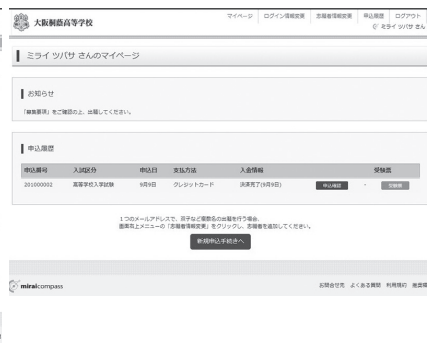 大阪桐蔭高等学校
マイページ ログイン情報変更 志願者情報変更 申込履歴 ログアウト
ミライ ツバサ さん
ミライ ツバサ さんのマイページ
お知らせ
「募集要項」をご確認の上、出願してください。
申込履歴
申込番号 入試区分 申込日 支払方法 入金情報 受験票
201000002 高等学校入学試験 9月9日 クレジットカード 決済完了(9月9日) 申込確認 - 受験票
1つのメールアドレスで、双子など複数名の出願を行う場合、
画面右上メニューの「志願者情報変更」をクリックし、志願者を追加してください。
新規申込手続きへ
miraicompass
お問合せ先 よくある質問 利用規約 推奨環